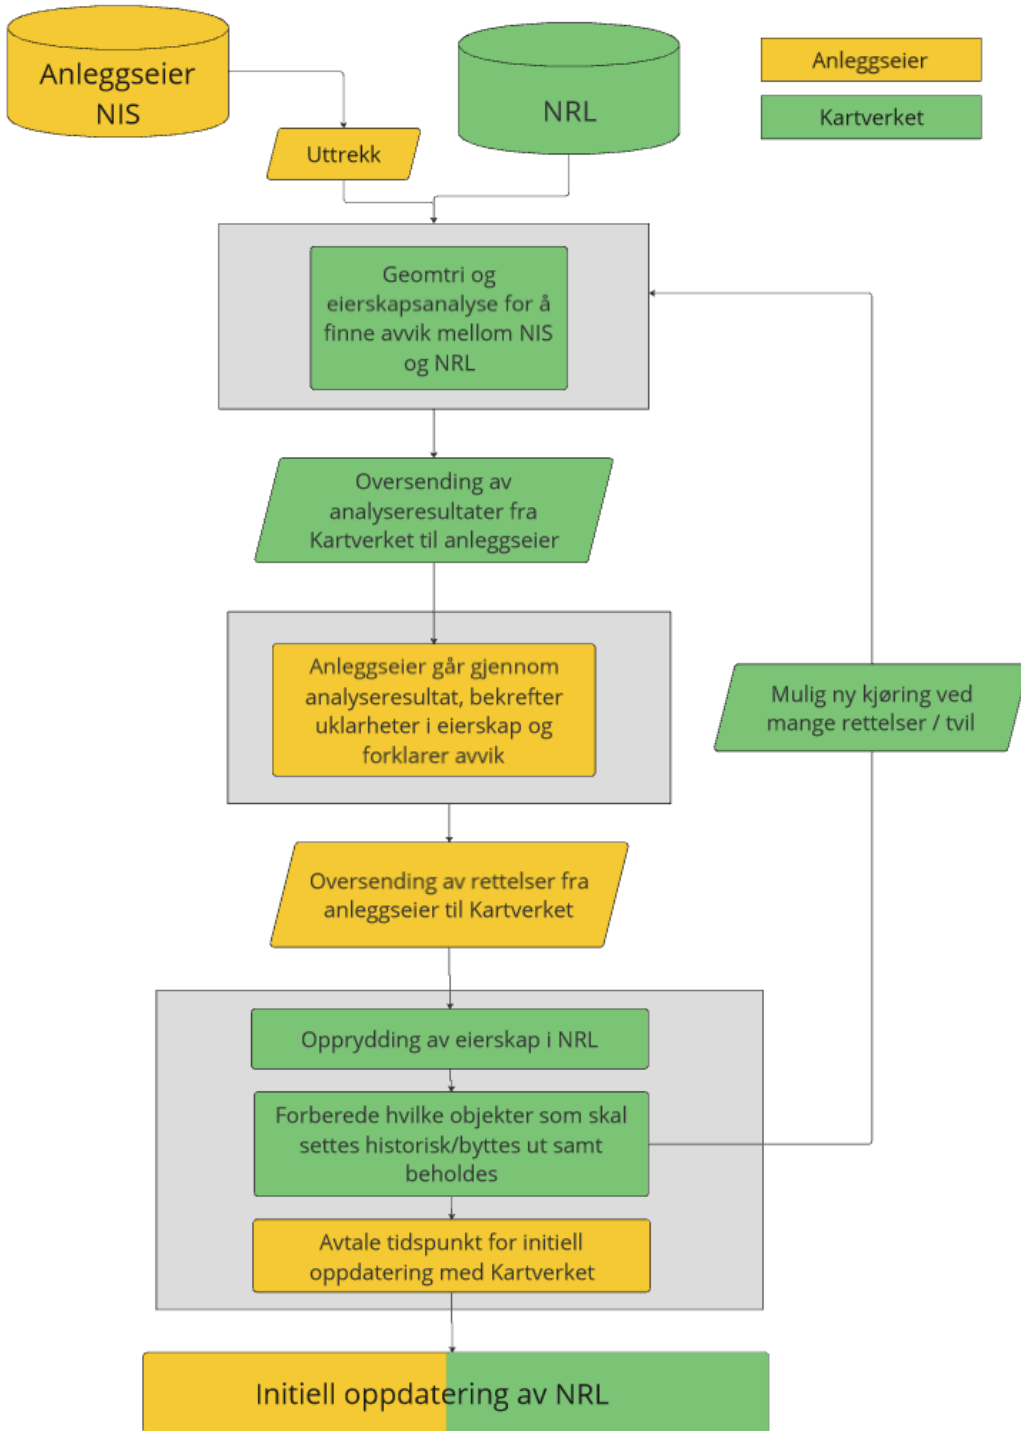 Anleggseier
NIS
NRL
Anleggseier
Kartverket
Uttrekk
Geomtri og
eierskapsanalyse for å
finne avvik mellom NIS
og NRL
Oversending av
analyseresultater fra
Kartverket til anleggseier
Anleggseier går gjennom
analyseresultat, bekrefter
uklarheter i eierskap og
forklarer avvik
Mulig ny kjøring ved
mange rettelser / tvil
Oversending av rettelser fra
anleggseier til Kartverket
Opprydding av eierskap i NRL
Forberede hvilke objekter som skal
settes historisk/byttes ut samt
beholdes
Avtale tidspunkt for initiell
oppdatering med Kartverket
Initiell oppdatering av NRL